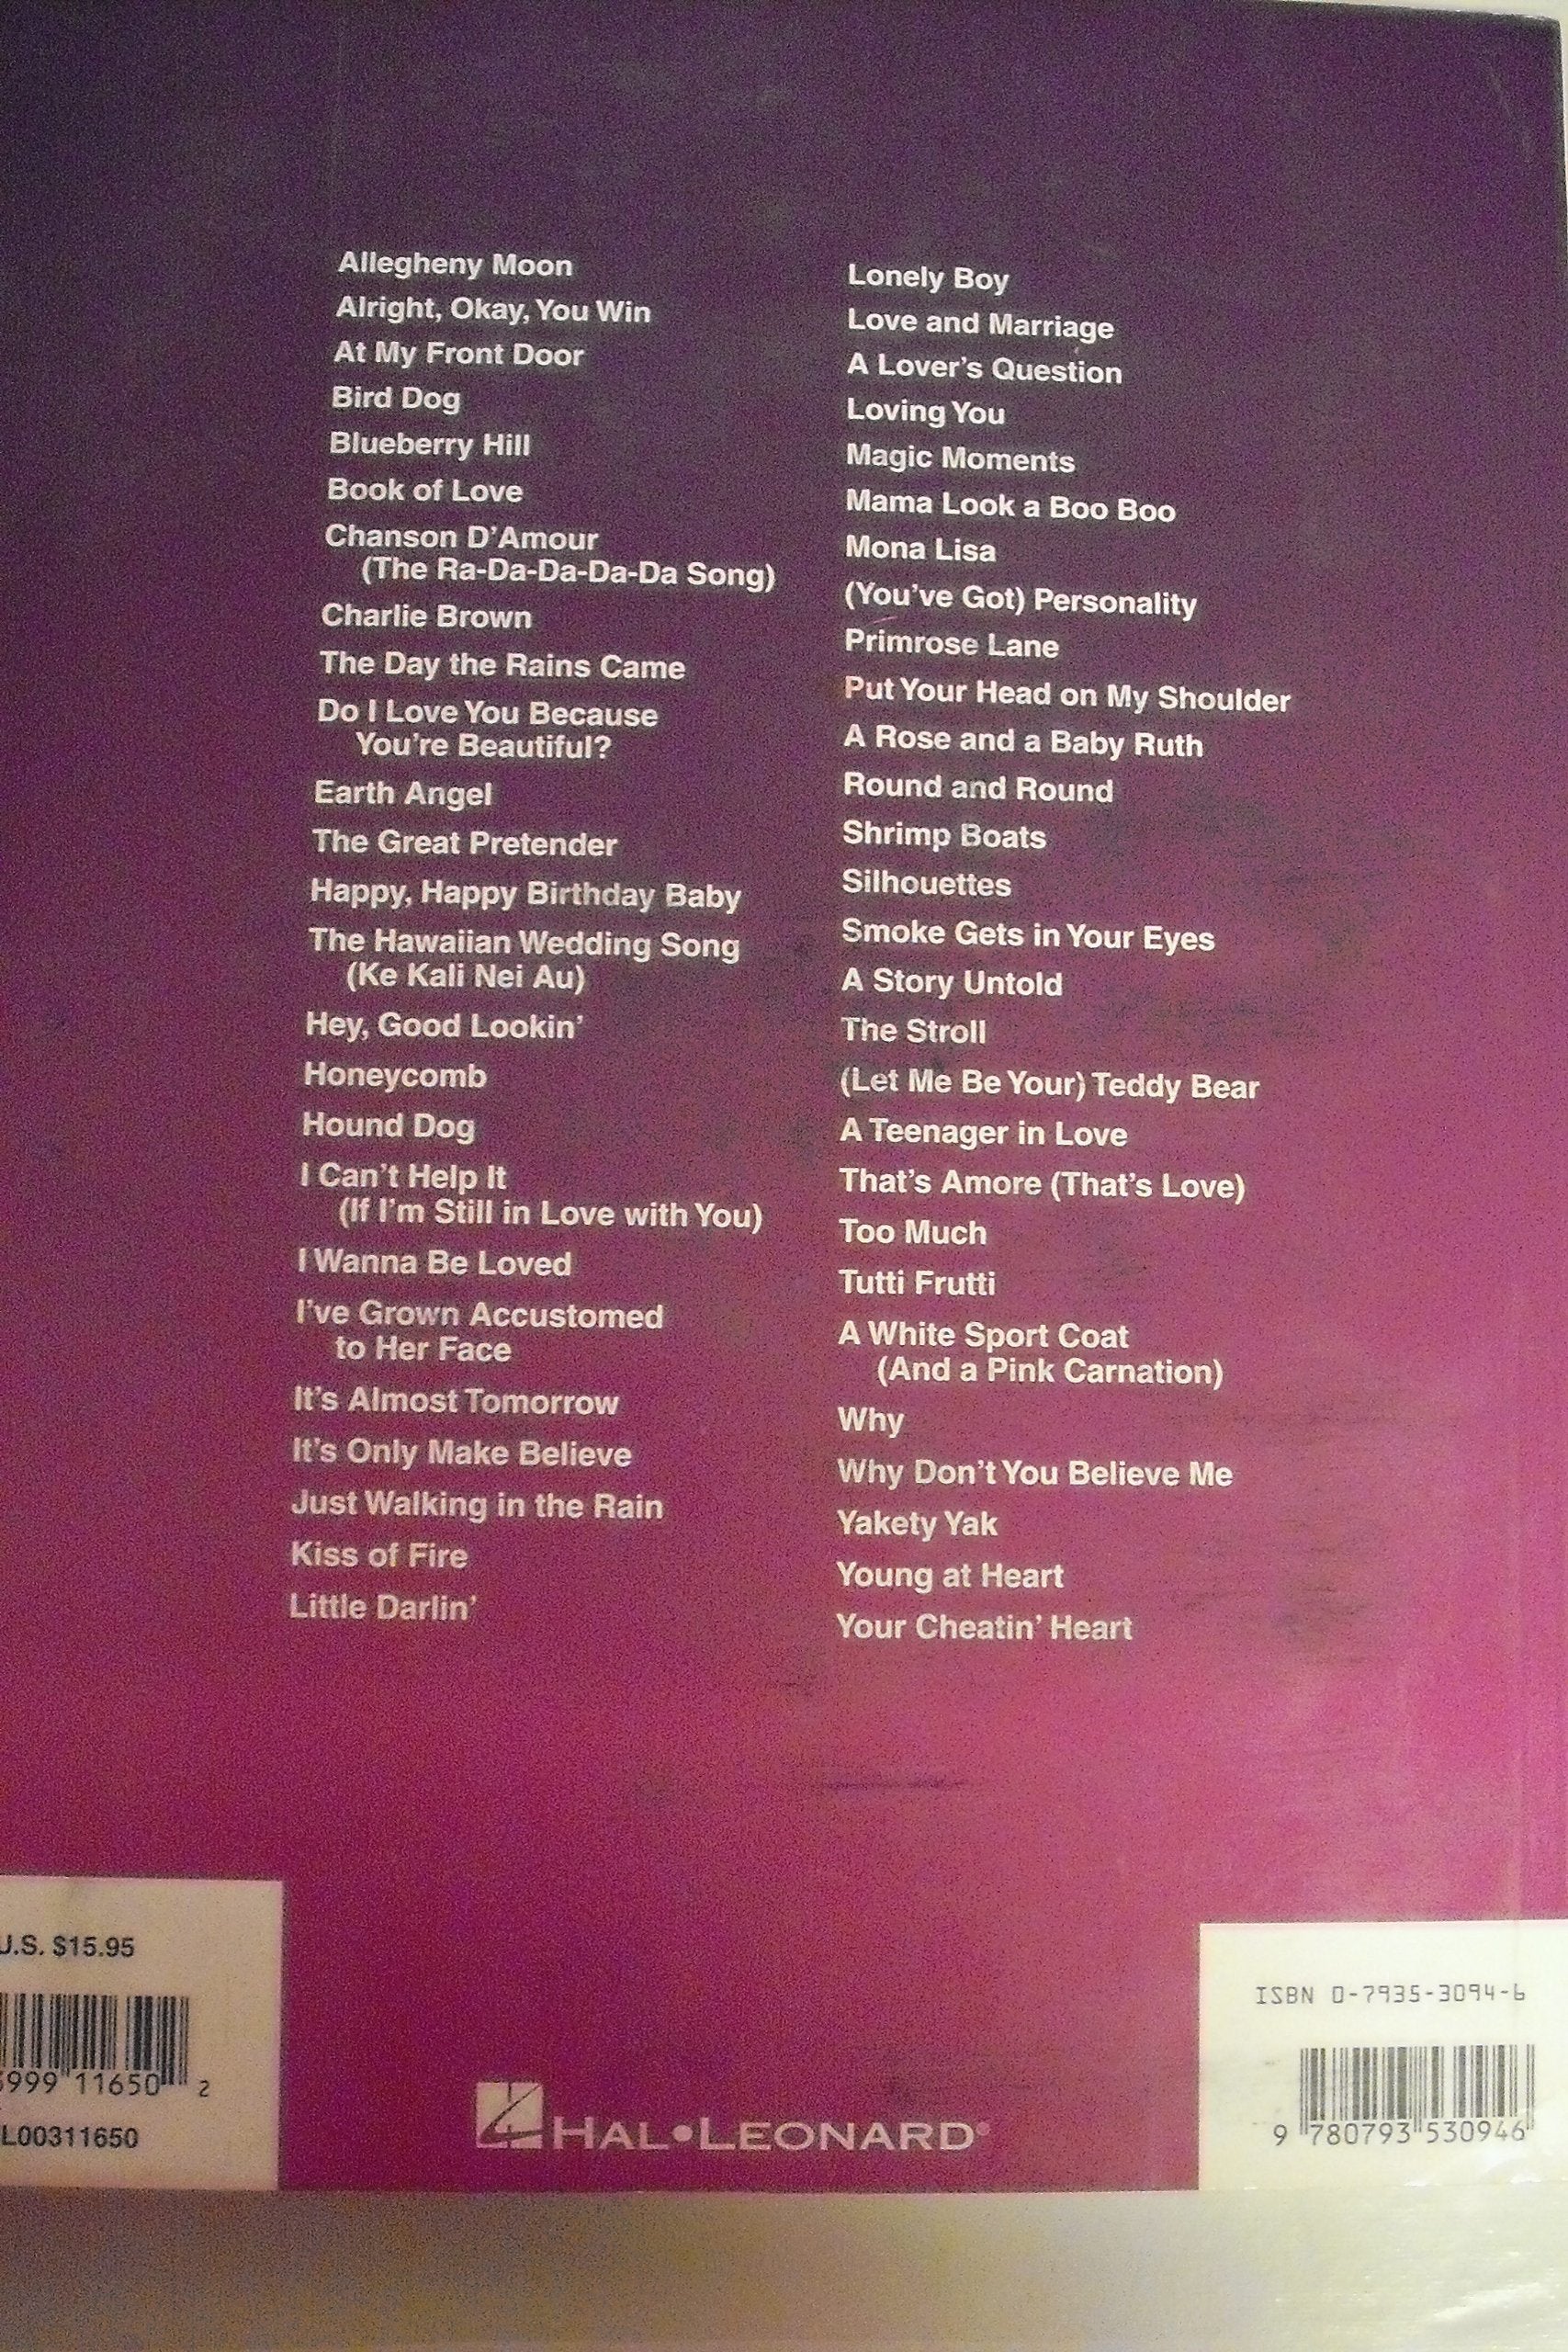 Allegheny Moon
Alright, Okay, You Win
At My Front Door
Bird Dog
Blueberry Hill
Book of Love
Chanson D'Amour
(The Ra-Da-Da-Da-Da Song)
Charlie Brown
The Day the Rains Came
Do I Love You Because
You're Beautiful?
Earth Angel
The Great Pretender
Happy, Happy Birthday Baby
The Hawaiian Wedding Song
(Ke Kali Nei Au)
Hey, Good Lookin'
Honeycomb
Hound Dog
I Can't Help It
(If I'm Still in Love with You)
I Wanna Be Loved
I've Grown Accustomed
to Her Face
It's Almost Tomorrow
It's Only Make Believe
Just Walking in the Rain
Kiss of Fire
Little Darlin'
Lonely Boy
Love and Marriage
A Lover's Question
Loving You
Magic Moments
Mama Look a Boo Boo
Mona Lisa
(You've Got) Personality
Primrose Lane
Put Your Head on My Shoulder
A Rose and a Baby Ruth
Round and Round
Shrimp Boats
Silhouettes
Smoke Gets in Your Eyes
A Story Untold
The Stroll
(Let Me Be Your) Teddy Bear
A Teenager in Love
That's Amore (That's Love)
Too Much
Tutti Frutti
A White Sport Coat
(And a Pink Carnation)
Why
Why Don't You Believe Me
Yakety Yak
Young at Heart
Your Cheatin' Heart
U.S. $15.95
999 11650 2
L00311650
HAL•LEONARD®
ISBN 0-7935-3094-6
9 780793 530946